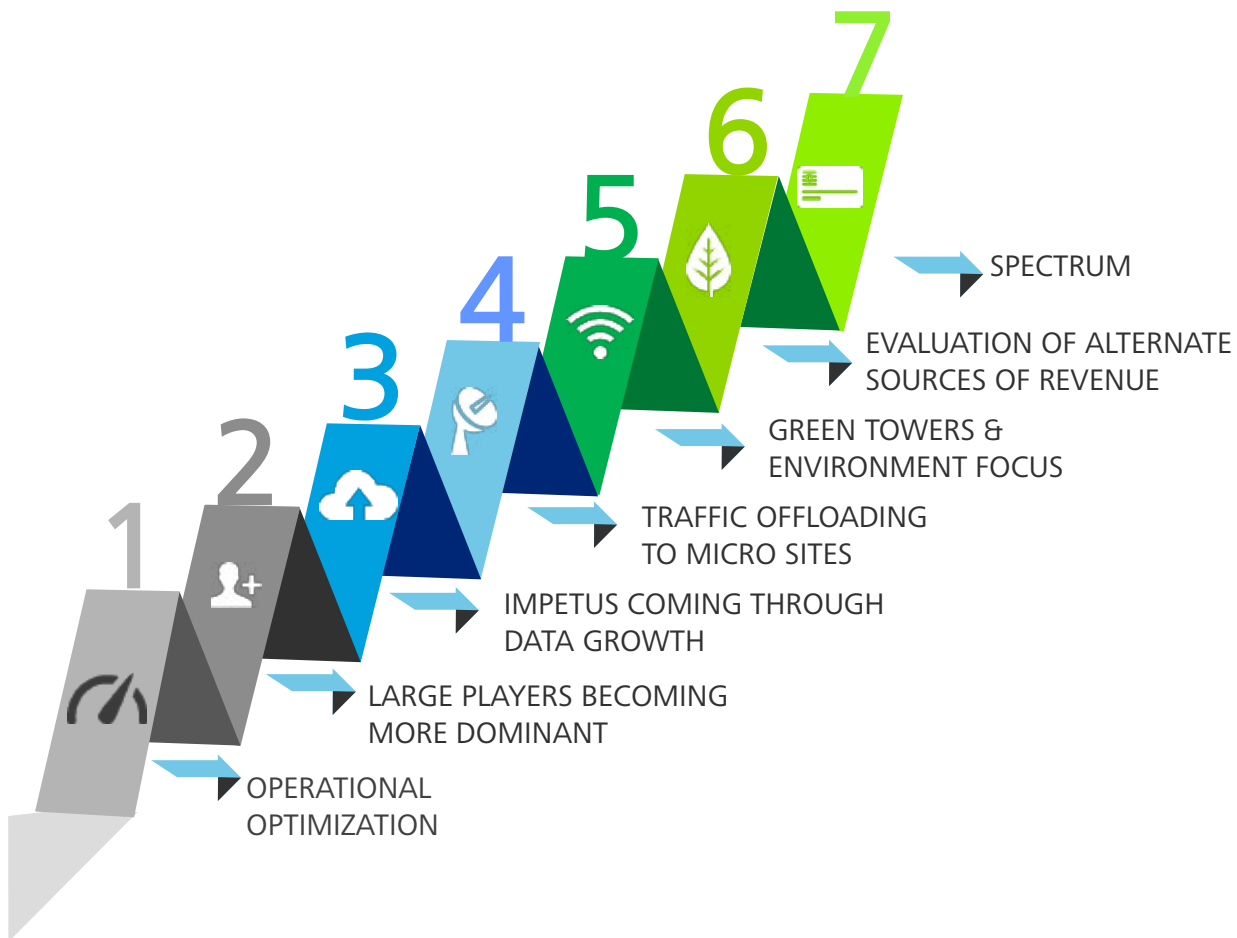 1
OPERATIONAL
OPTIMIZATION
2
LARGE PLAYERS BECOMING
MORE DOMINANT
3
IMPETUS COMING THROUGH
DATA GROWTH
4
TRAFFIC OFFLOADING
TO MICRO SITES
5
GREEN TOWERS &
ENVIRONMENT FOCUS
6
EVALUATION OF ALTERNATE
SOURCES OF REVENUE
7
SPECTRUM